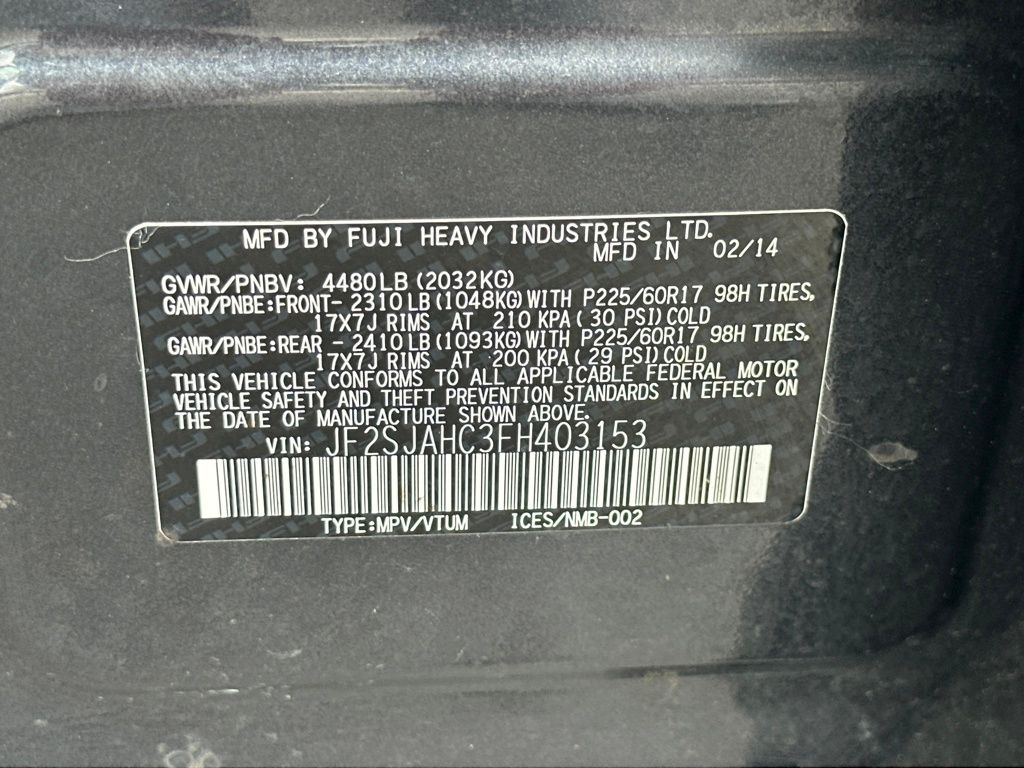 MFD BY FUJI HEAVY INDUSTRIES LTD.
MFD IN 02/14
GVWR/PNBV: 4480LB (2032KG)
GAWR/PNBE:FRONT- 2310LB (1048KG) WITH P225/60R17 98H TIRES,
17X7J RIMS AT 210 KPA (30 PSI) COLD
GAWR/PNBE:REAR - 2410LB (1093KG) WITH P225/60R17 98H TIRES,
17X7J RIMS AT 200 KPA (29 PSI) COLD
THIS VEHICLE CONFORMS TO ALL APPLICABLE FEDERAL MOTOR
VEHICLE SAFETY AND THEFT PREVENTION STANDARDS IN EFFECT ON
THE DATE OF MANUFACTURE SHOWN ABOVE.
VIN: JF2SJAHC3FH403153
TYPE:MPV/VTUM ICES/NMB-002